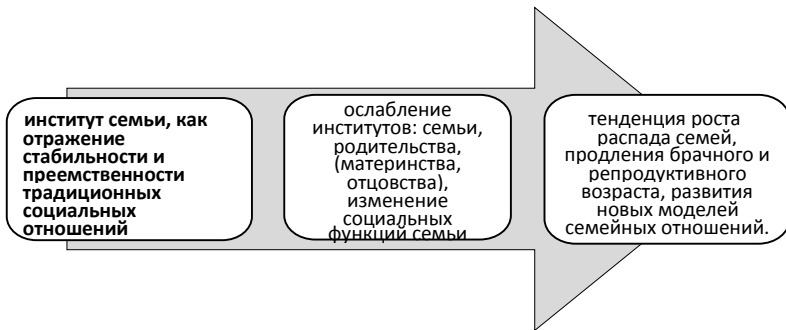 институт семьи, как
отражение
стабильности и
преемственности
традиционных
социальных
отношений
ослабление
институтов: семьи,
родительства,
(материнства,
отцовства),
изменение
социальных
функций семьи
тенденция роста
распада семей,
продления брачного и
репродуктивного
возраста, развития
новых моделей
семейных отношений.